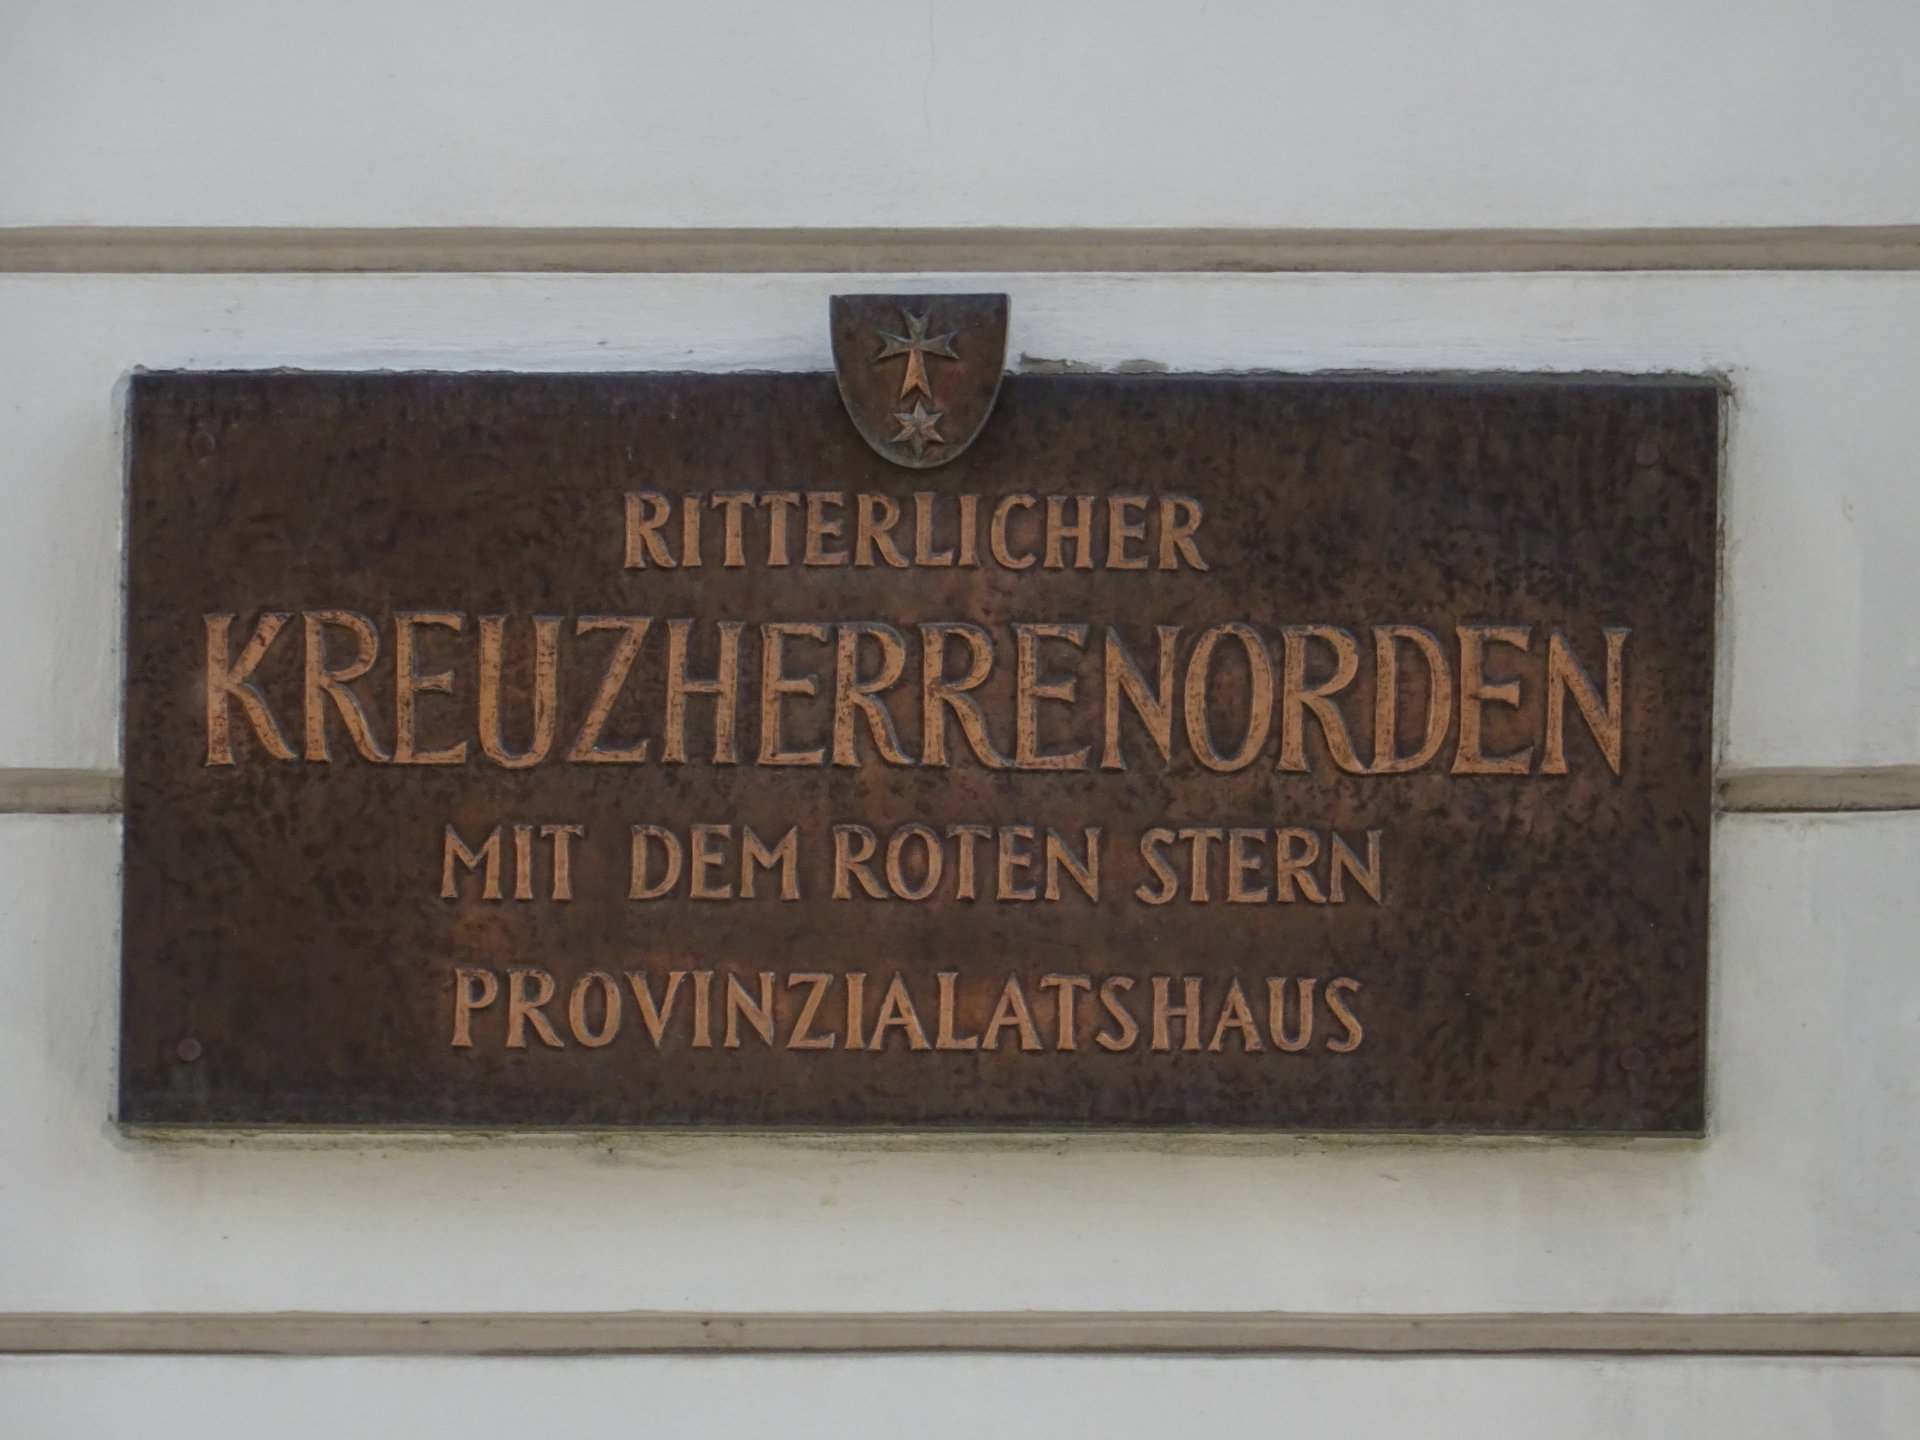 RITTERLICHER
KREUZHERRENORDEN
MIT DEM ROTEN STERN
PROVINZIALATSHAUS